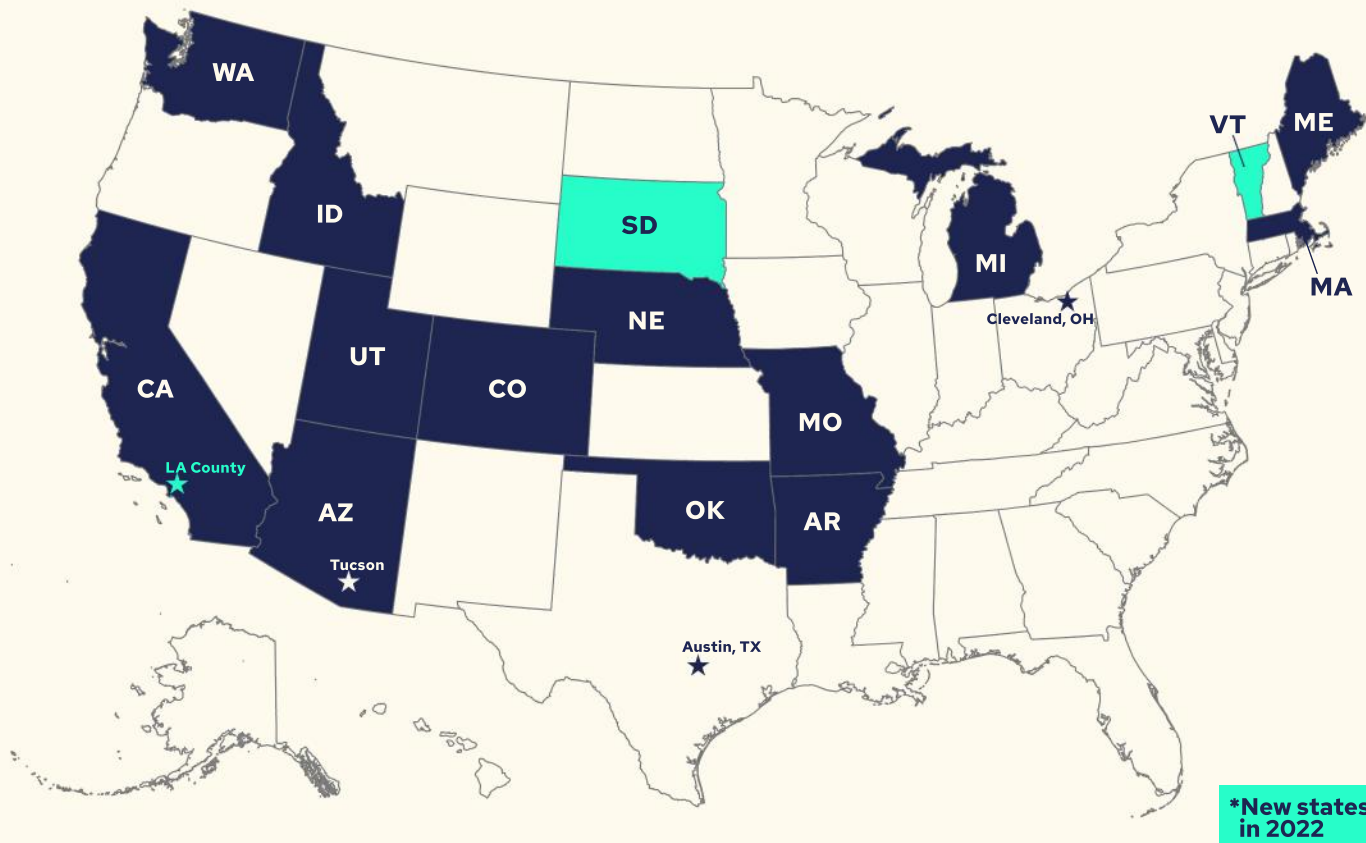 WA
VT
ME
ID
SD
MI
MA
Cleveland, OH
NE
UT
CA
CO
MO
LA County
AZ
OK
AR
Tucson
Austin, TX
*New states
in 2022